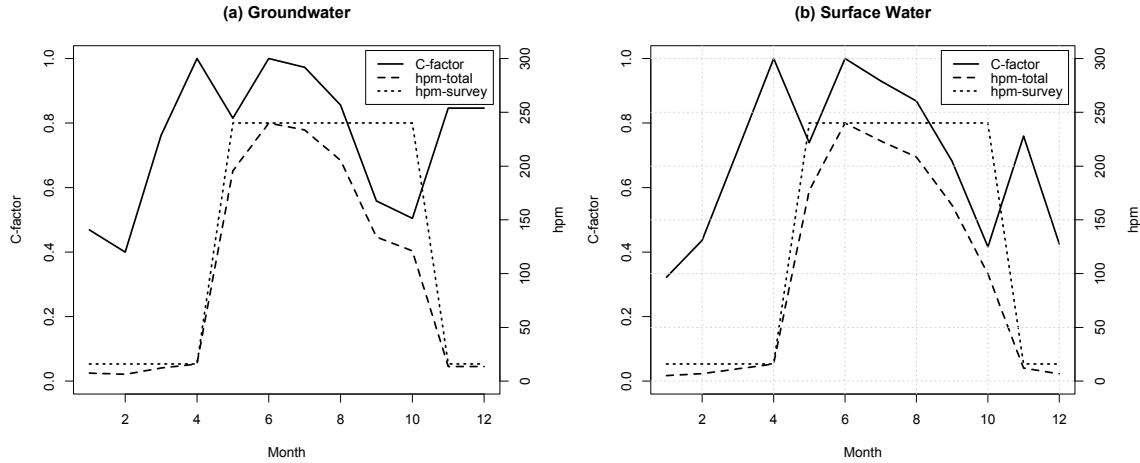 (a) Groundwater
C-factor
hpm-total
hpm-survey
0.0 0.2 0.4 0.6 0.8 1.0
C-factor
0 50 100 150 200 250 300
hpm
2 4 6 8 10 12
Month
(b) Surface Water
C-factor
hpm-total
hpm-survey
0.0 0.2 0.4 0.6 0.8 1.0
C-factor
0 50 100 150 200 250 300
hpm
2 4 6 8 10 12
Month